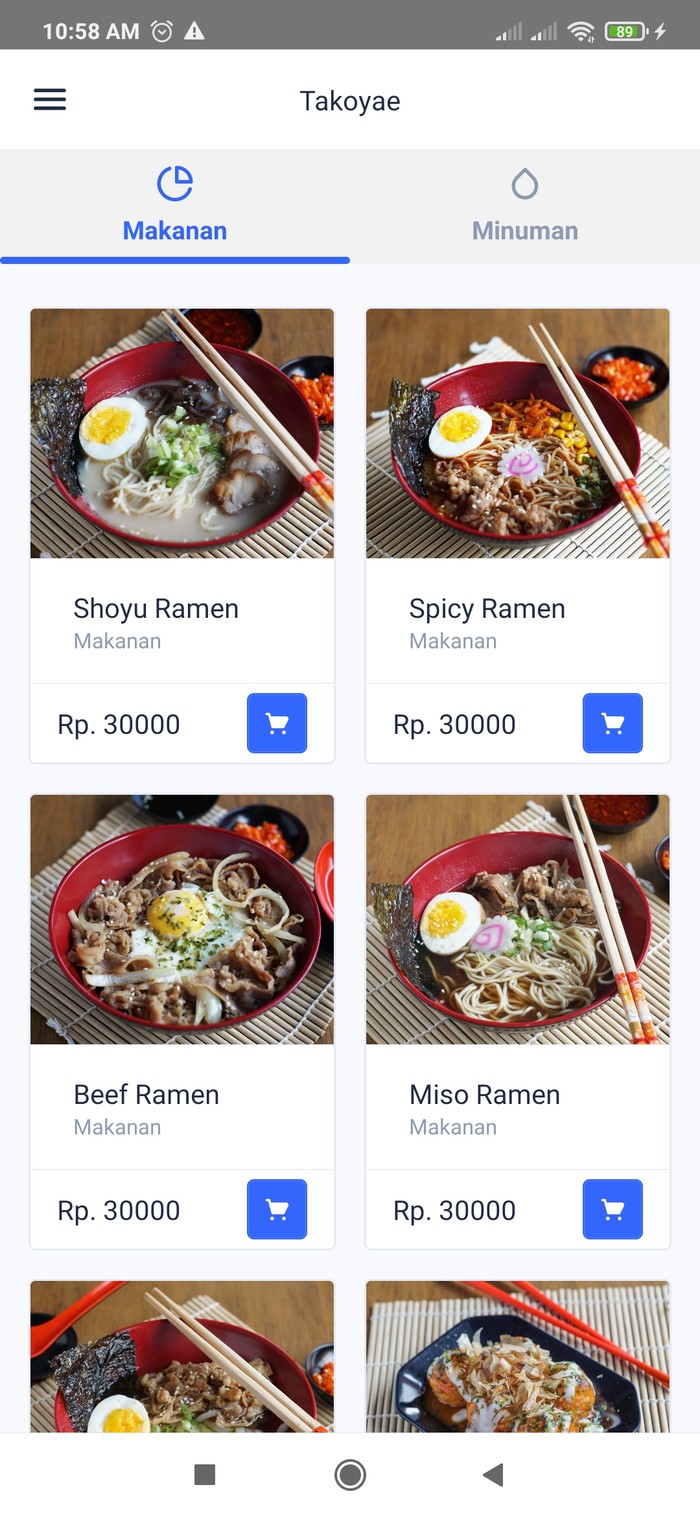 10:58 AM
89
Takoyae
Makanan
Minuman
Shoyu Ramen
Makanan
Rp. 30000
Spicy Ramen
Makanan
Rp. 30000
Beef Ramen
Makanan
Rp. 30000
Miso Ramen
Makanan
Rp. 30000